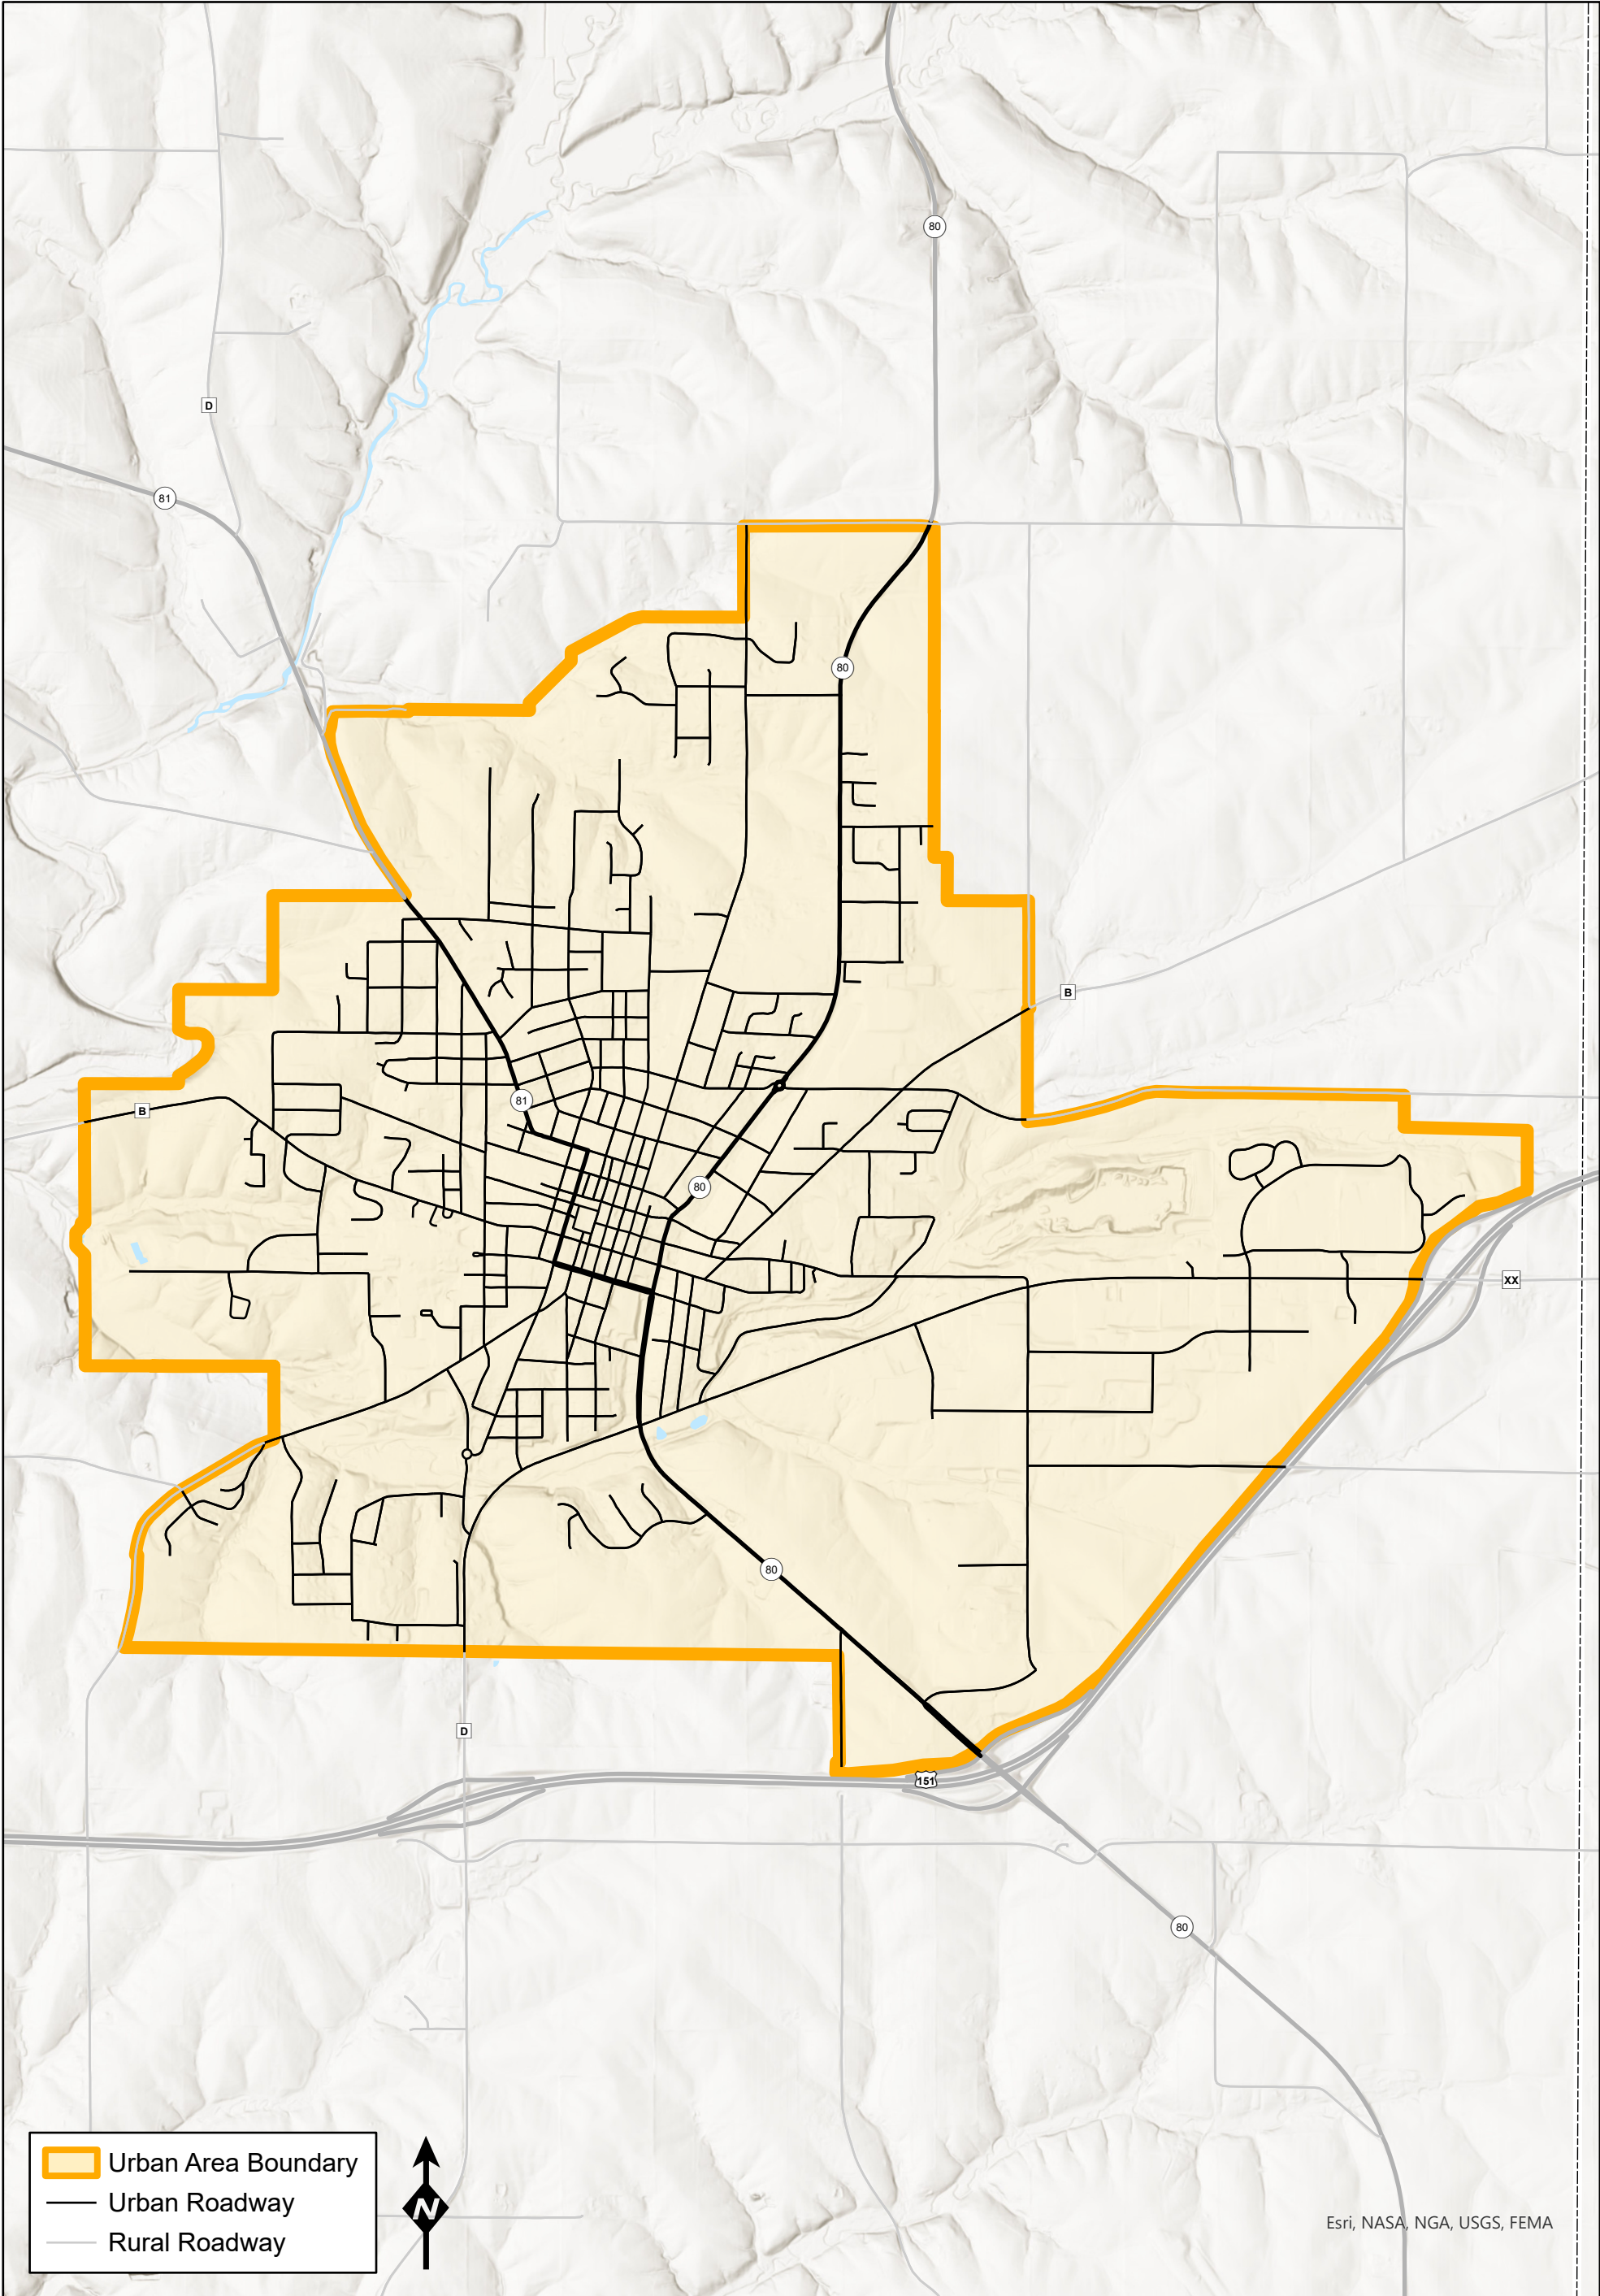 80
D
81
80
B
81
B
80
XX
80
D
151
80
Urban Area Boundary
Urban Roadway
Rural Roadway
N
Esri, NASA, NGA, USGS, FEMA